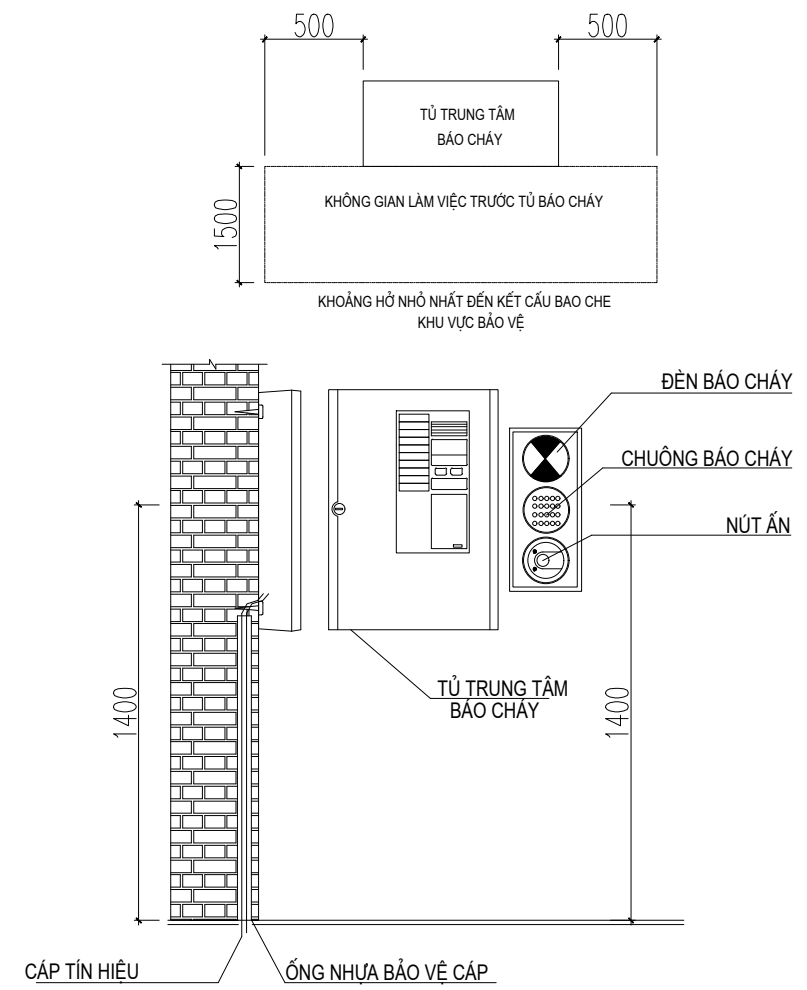 500
500
TỦ TRUNG TÂM
BÁO CHÁY
1500
KHÔNG GIAN LÀM VIỆC TRƯỚC TỦ BÁO CHÁY
KHOẢNG HỞ NHỎ NHẤT ĐẾN KẾT CẤU BAO CHE
KHU VỰC BẢO VỆ
ĐÈN BÁO CHÁY
CHUÔNG BÁO CHÁY
NÚT ẤN
TỦ TRUNG TÂM
BÁO CHÁY
1400
1400
CÁP TÍN HIỆU
ỐNG NHỰA BẢO VỆ CÁP